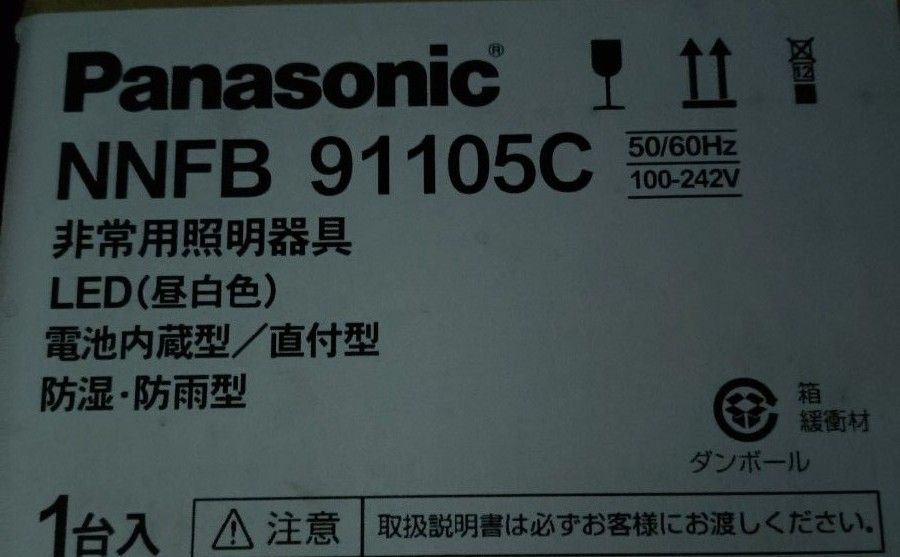 Panasonic®
12
NNFB 91105C
50/60Hz
100-242V
非常用照明器具
LED(昼白色)
電池内蔵型／直付型
防湿・防雨型
箱
緩衝材
ダンボール
1台入
注意
取扱説明書は必ずお客様にお渡しください。